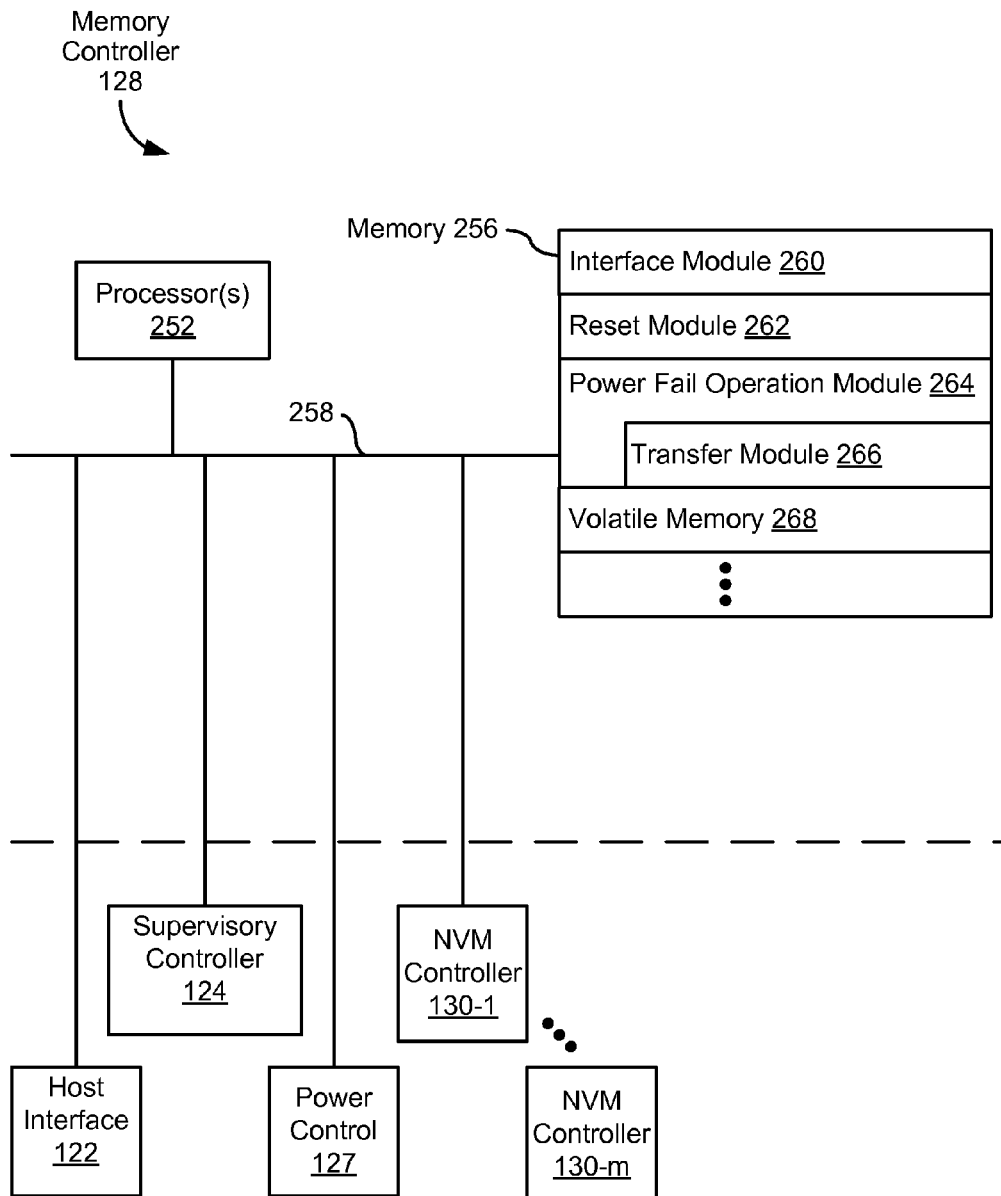 Memory
Controller
128
Memory 256
Interface Module 260
Processor(s)
252
Reset Module 262
Power Fail Operation Module 264
258
Transfer Module 266
Volatile Memory 268
Supervisory
Controller
124
NVM
Controller
130-1
Host
Interface
122
Power
Control
127
NVM
Controller
130-m